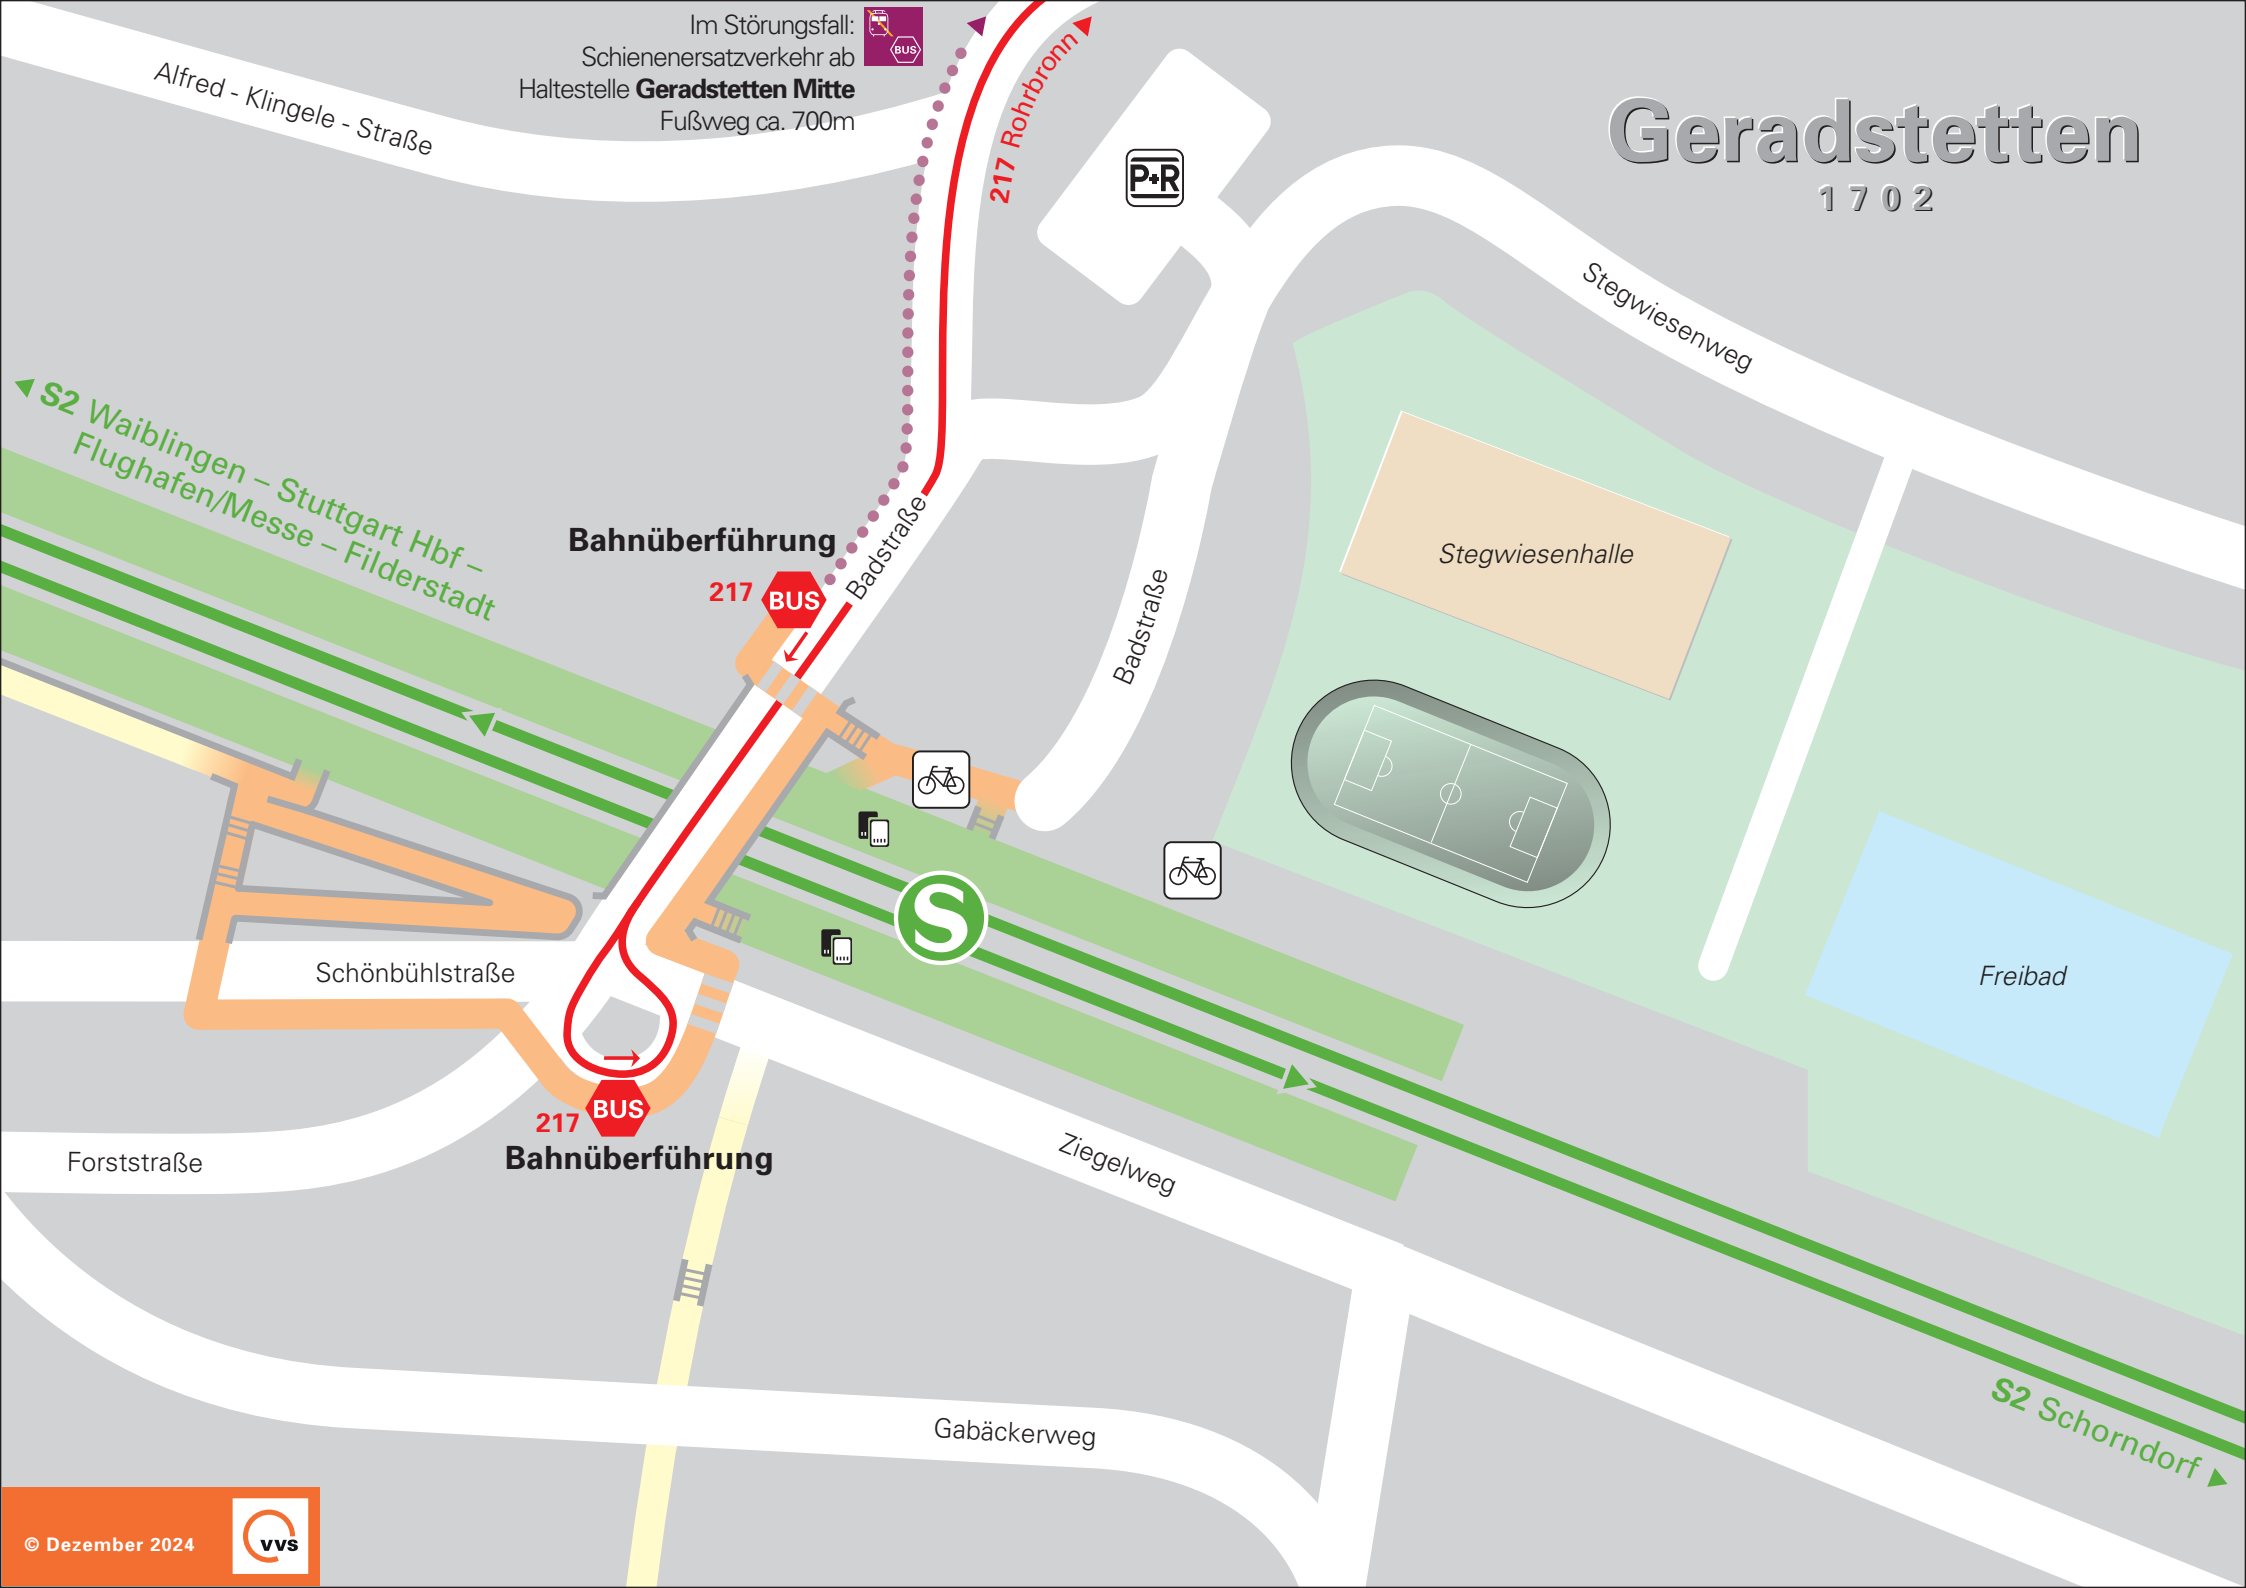 Im Störungsfall:
Schienenersatzverkehr ab
Haltestelle Geradstetten Mitte
Fußweg ca. 700m
BUS
Alfred - Klingele - Straße
217 Rohrbronn
P+R
Geradstetten
1702
Stegwiesenweg
S2 Waiblingen – Stuttgart Hbf –
Flughafen/Messe – Filderstadt
Bahnüberführung
217 BUS
Badstraße
Badstraße
Stegwiesenhalle
S
Freibad
Schönbühlstraße
217 BUS
Bahnüberführung
Forststraße
Ziegelweg
Gabäckerweg
S2 Schorndorf
© Dezember 2024
vvs